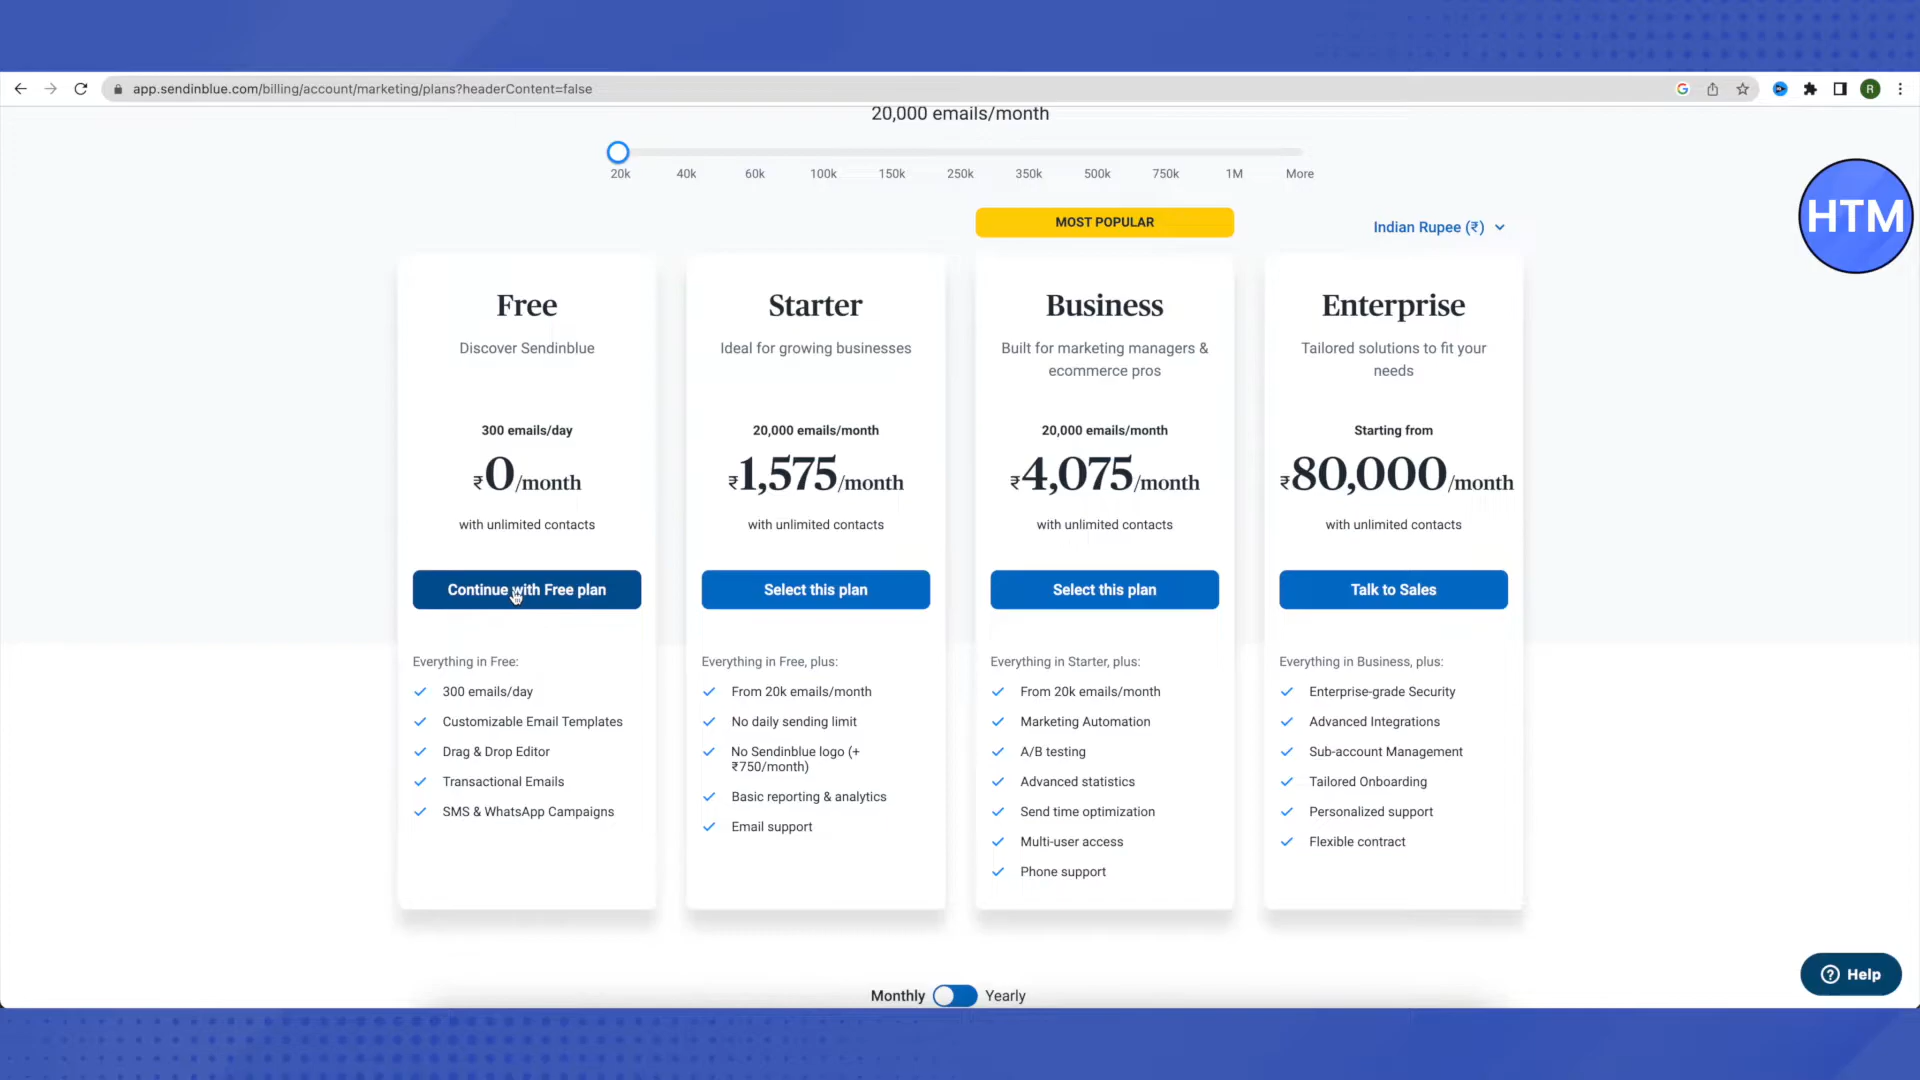 app.sendinblue.com/billing/account/marketing/plans?headerContent=false
R
20,000 emails/month
20k 40k 60k 100k 150k 250k 350k 500k 750k 1M More
HTM
MOST POPULAR
Indian Rupee (₹)
Free
Discover Sendinblue
300 emails/day
₹0/month
with unlimited contacts
Continue with Free plan
Everything in Free:
300 emails/day
Customizable Email Templates
Drag & Drop Editor
Transactional Emails
SMS & WhatsApp Campaigns
Starter
Ideal for growing businesses
20,000 emails/month
₹1,575/month
with unlimited contacts
Select this plan
Everything in Free, plus:
From 20k emails/month
No daily sending limit
No Sendinblue logo (+
₹750/month)
Basic reporting & analytics
Email support
Business
Built for marketing managers &
ecommerce pros
20,000 emails/month
₹4,075/month
with unlimited contacts
Select this plan
Everything in Starter, plus:
From 20k emails/month
Marketing Automation
A/B testing
Advanced statistics
Send time optimization
Multi-user access
Phone support
Enterprise
Tailored solutions to fit your
needs
Starting from
₹80,000/month
with unlimited contacts
Talk to Sales
Everything in Business, plus:
Enterprise-grade Security
Advanced Integrations
Sub-account Management
Tailored Onboarding
Personalized support
Flexible contract
Monthly Yearly
Help